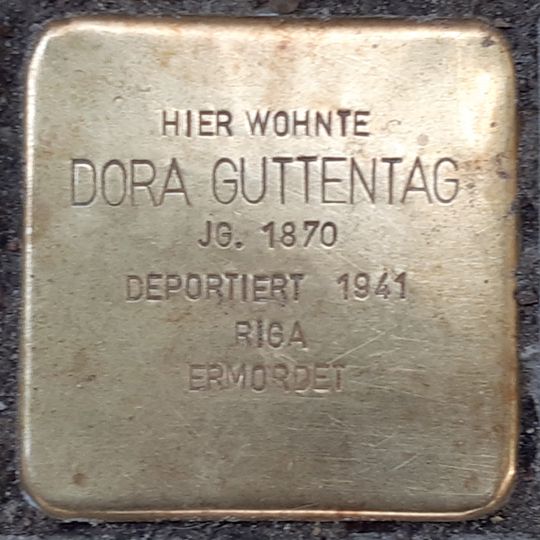 HIER WOHNTE
DORA GUTTENTAG
JG. 1870
DEPORTIERT 1941
RIGA
ERMORDET